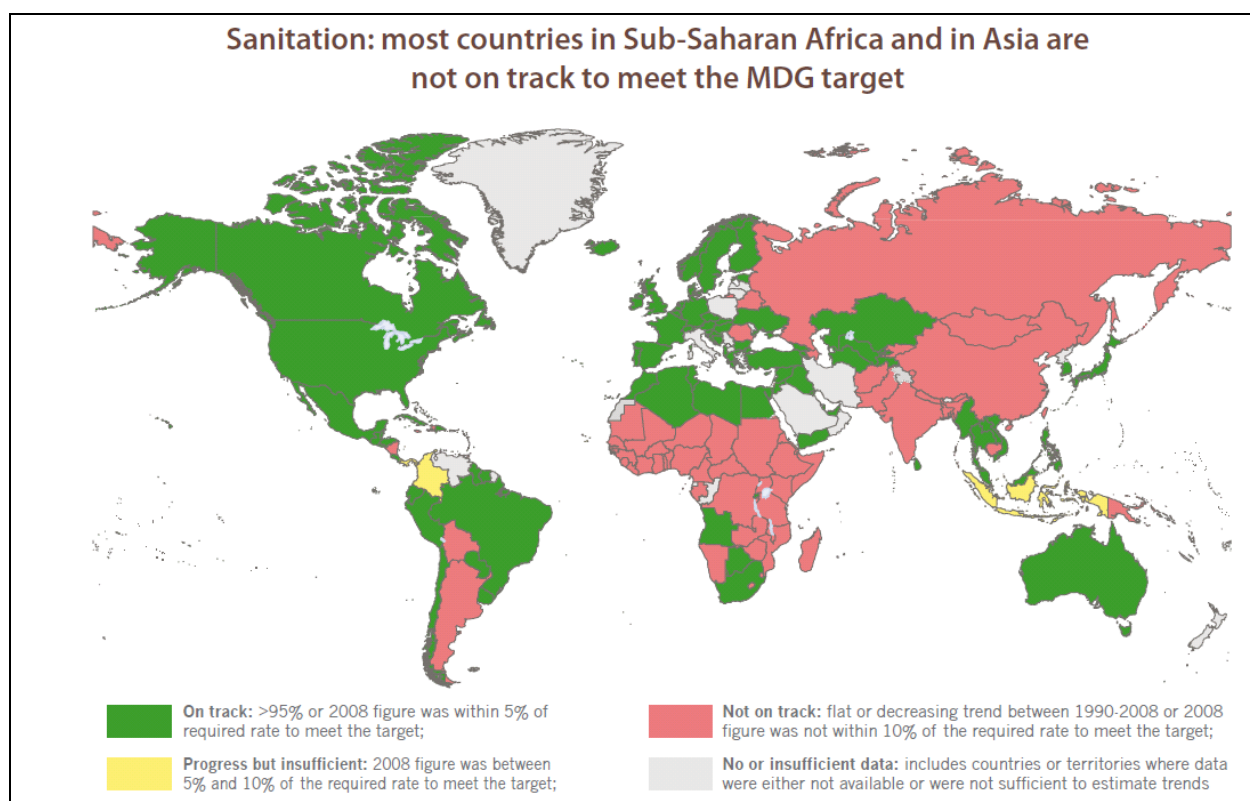 Sanitation: most countries in Sub-Saharan Africa and in Asia are
not on track to meet the MDG target
On track: >95% or 2008 figure was within 5% of
required rate to meet the target;
Progress but insufficient: 2008 figure was between
5% and 10% of the required rate to meet the target;
Not on track: flat or decreasing trend between 1990-2008 or 2008
figure was not within 10% of the required rate to meet the target;
No or insufficient data: includes countries or territories where data
were either not available or were not sufficient to estimate trends